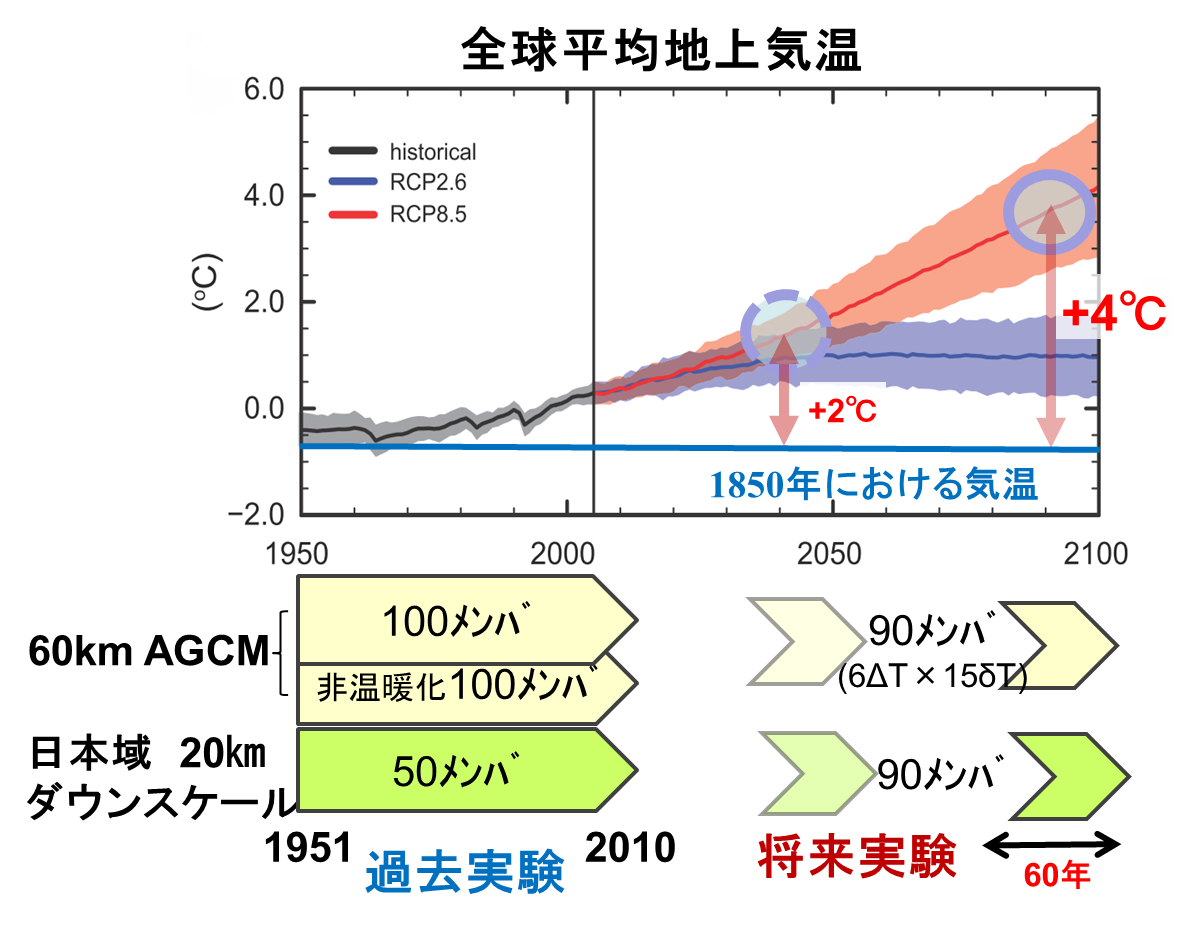 全球平均地上気温
6.0
4.0
2.0
0.0
−2.0
(°C)
historical
RCP2.6
RCP8.5
+4℃
+2℃
1850年における気温
1950
2000
2050
2100
60km AGCM
100ﾒﾝﾊﾞ
非温暖化100ﾒﾝﾊﾞ
90ﾒﾝﾊﾞ
(6ΔT×15δT)
日本域 20㎞
ダウンスケール
50ﾒﾝﾊﾞ
90ﾒﾝﾊﾞ
1951
2010
過去実験
将来実験
60年